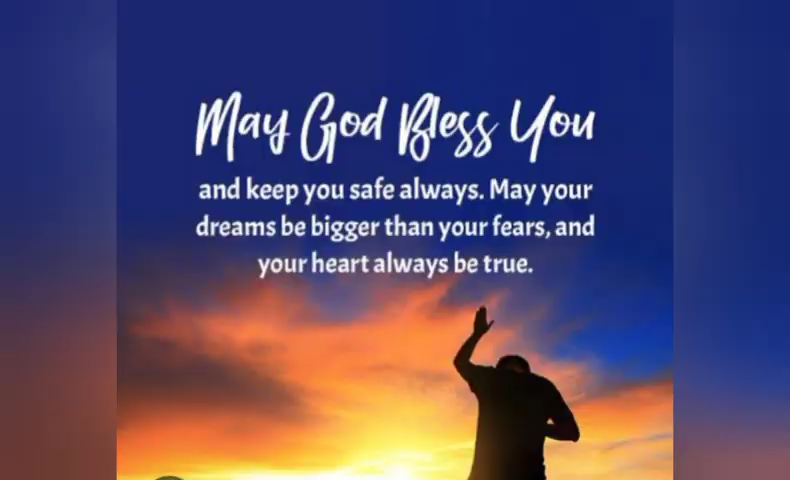 May God Bless You
and keep you safe always. May your
dreams be bigger than your fears, and
your heart always be true.